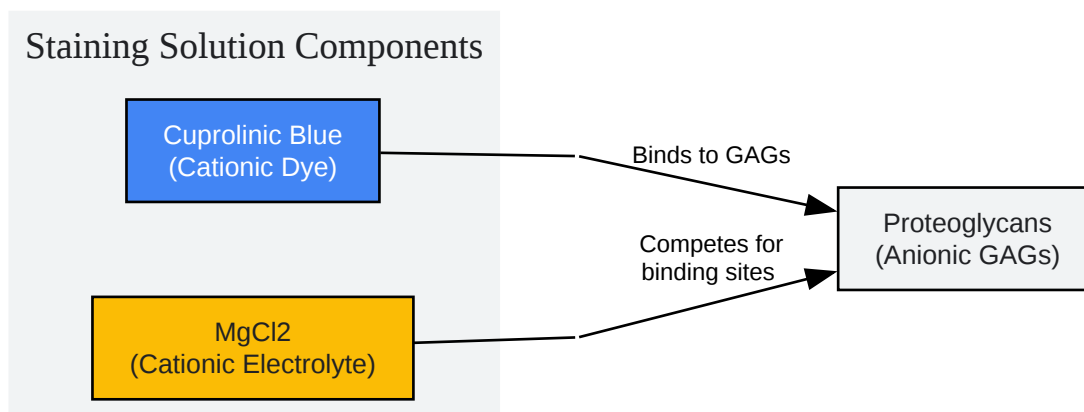 Staining Solution Components
Cuprolinic Blue
(Cationic Dye)
Binds to GAGs
Proteoglycans
(Anionic GAGs)
Competes for
binding sites
MgCl2
(Cationic Electrolyte)